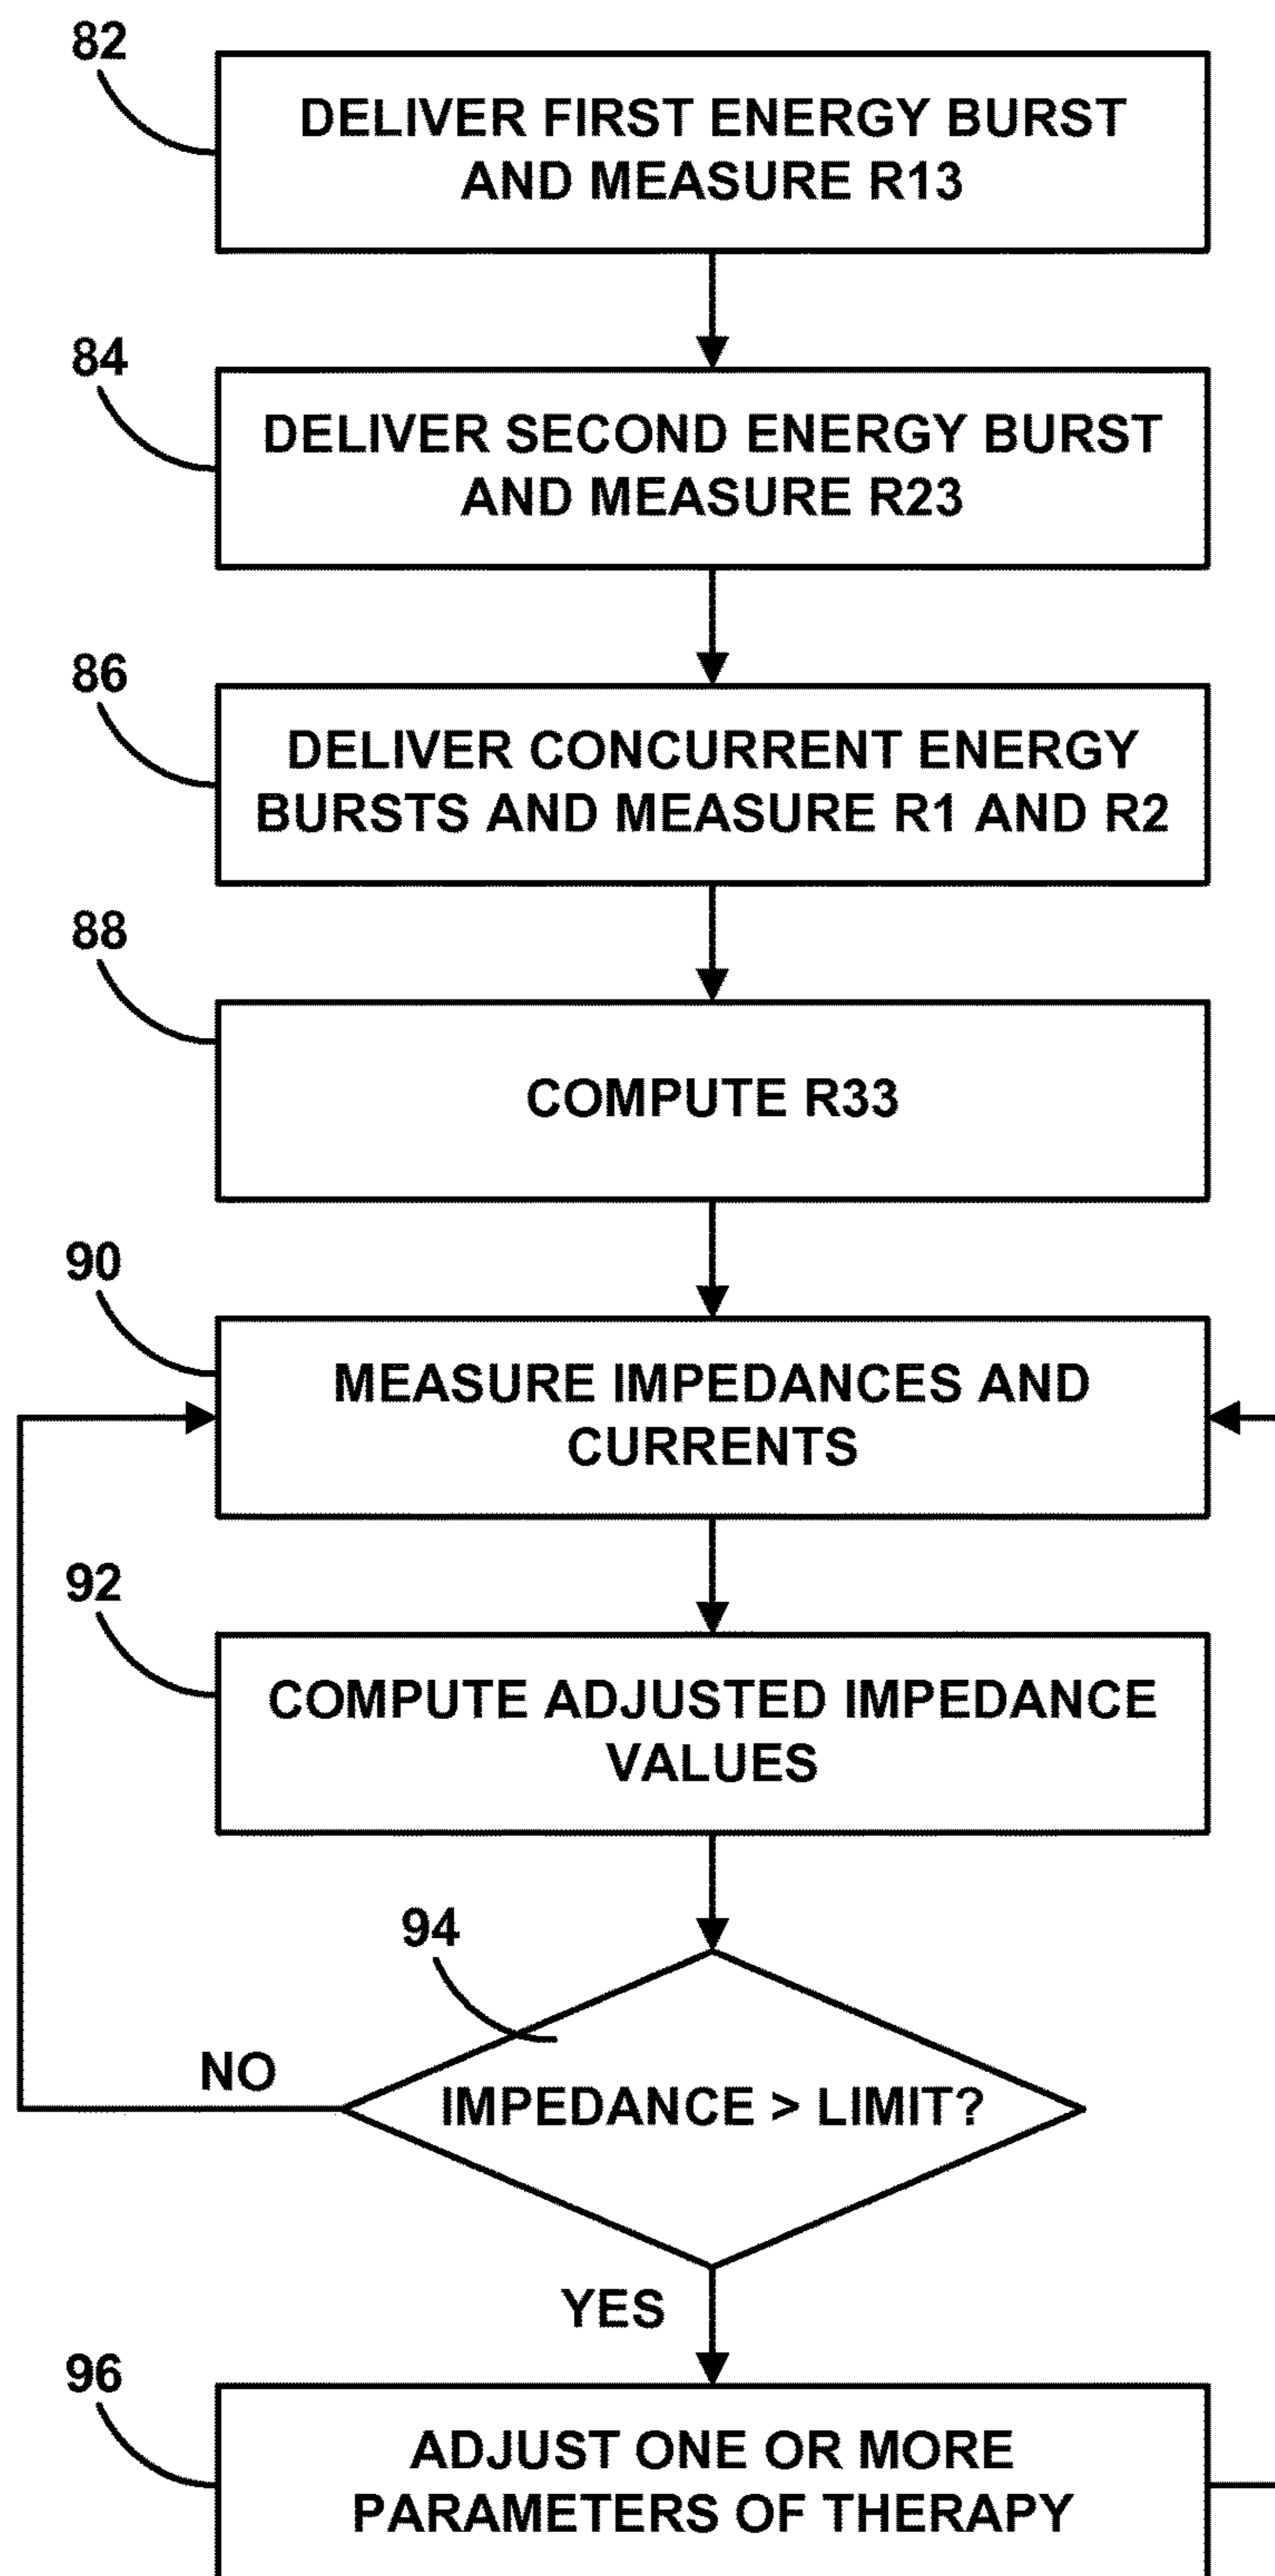 82
DELIVER FIRST ENERGY BURST
AND MEASURE R13
84
DELIVER SECOND ENERGY BURST
AND MEASURE R23
86
DELIVER CONCURRENT ENERGY
BURSTS AND MEASURE R1 AND R2
88
COMPUTE R33
90
MEASURE IMPEDANCES AND
CURRENTS
92
COMPUTE ADJUSTED IMPEDANCE
VALUES
94
NO
IMPEDANCE > LIMIT?
YES
96
ADJUST ONE OR MORE
PARAMETERS OF THERAPY